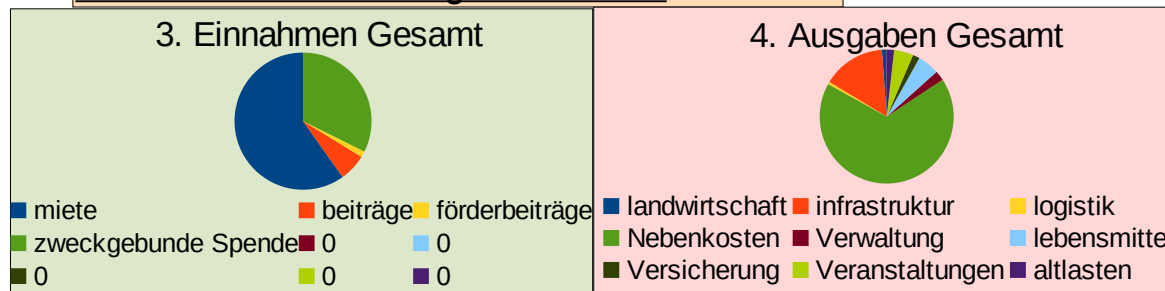 3. Einnahmen Gesamt
miete beiträge förderbeiträge
zweckgebunde Spende 0 0
0 0 0
4. Ausgaben Gesamt
landwirtschaft infrastruktur logistik
Nebenkosten Verwaltung lebensmitte
Versicherung Veranstaltungen altlasten